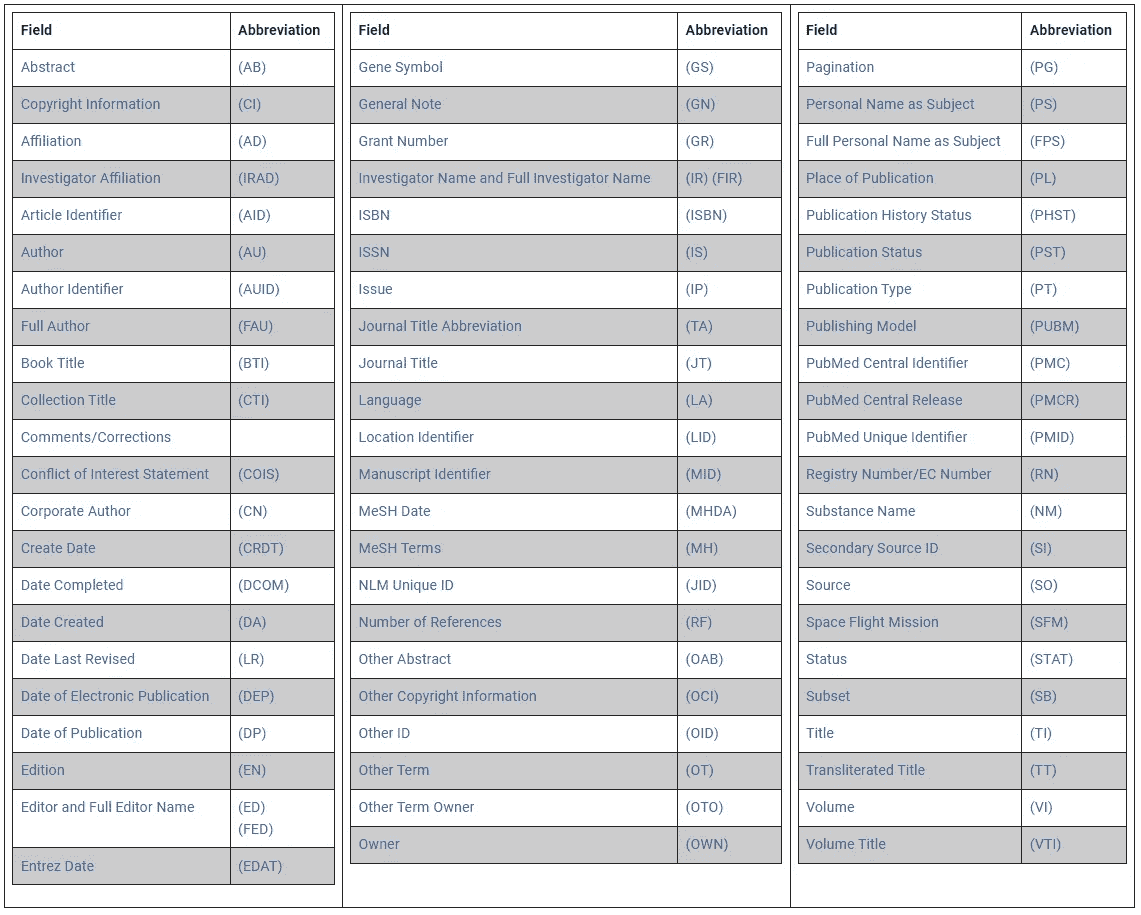 Field Abbreviation
Abstract (AB)
Copyright Information (CI)
Affiliation (AD)
Investigator Affiliation (IRAD)
Article Identifier (AID)
Author (AU)
Author Identifier (AUID)
Full Author (FAU)
Book Title (BTI)
Collection Title (CTI)
Comments/Corrections
Conflict of Interest Statement (COIS)
Corporate Author (CN)
Create Date (CRDT)
Date Completed (DCOM)
Date Created (DA)
Date Last Revised (LR)
Date of Electronic Publication (DEP)
Date of Publication (DP)
Edition (EN)
Editor and Full Editor Name (ED)
(FED)
Entrez Date (EDAT)
Field Abbreviation
Gene Symbol (GS)
General Note (GN)
Grant Number (GR)
Investigator Name and Full Investigator Name (IR) (FIR)
ISBN (ISBN)
ISSN (IS)
Issue (IP)
Journal Title Abbreviation (TA)
Journal Title (JT)
Language (LA)
Location Identifier (LID)
Manuscript Identifier (MID)
MeSH Date (MHDA)
MeSH Terms (MH)
NLM Unique ID (JID)
Number of References (RF)
Other Abstract (OAB)
Other Copyright Information (OCI)
Other ID (OID)
Other Term (OT)
Other Term Owner (OTO)
Owner (OWN)
Field Abbreviation
Pagination (PG)
Personal Name as Subject (PS)
Full Personal Name as Subject (FPS)
Place of Publication (PL)
Publication History Status (PHST)
Publication Status (PST)
Publication Type (PT)
Publishing Model (PUBM)
PubMed Central Identifier (PMC)
PubMed Central Release (PMCR)
PubMed Unique Identifier (PMID)
Registry Number/EC Number (RN)
Substance Name (NM)
Secondary Source ID (SI)
Source (SO)
Space Flight Mission (SFM)
Status (STAT)
Subset (SB)
Title (TI)
Transliterated Title (TT)
Volume (VI)
Volume Title (VTI)